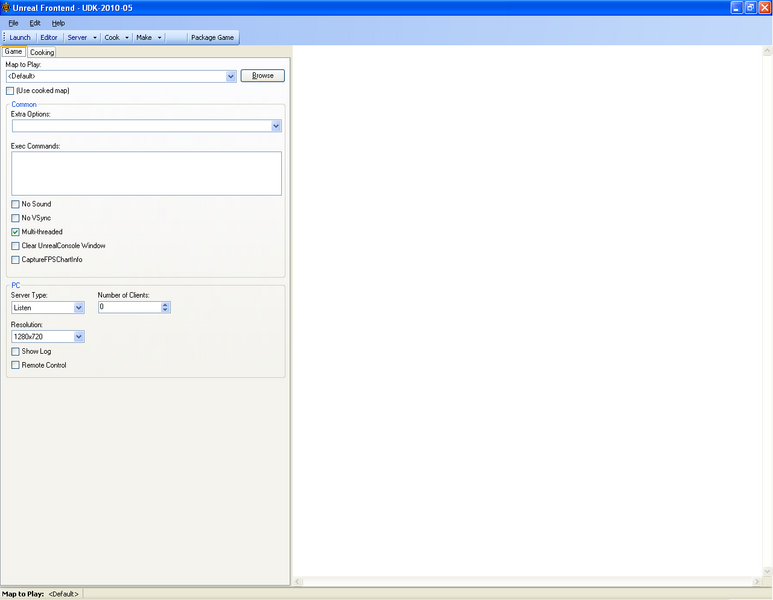 Unreal Frontend - UDK-2010-05
File Edit Help
Launch Editor Server Cook Make Package Game
Game Cooking
Map to Play:
<Default> Browse
(Use cooked map)
Common
Extra Options:
Exec Commands:
No Sound
No VSync
Multi-threaded
Clear UnrealConsole Window
CaptureFPSChartInfo
PC
Server Type: Number of Clients:
Listen 0
Resolution:
1280x720
Show Log
Remote Control
Map to Play: <Default>